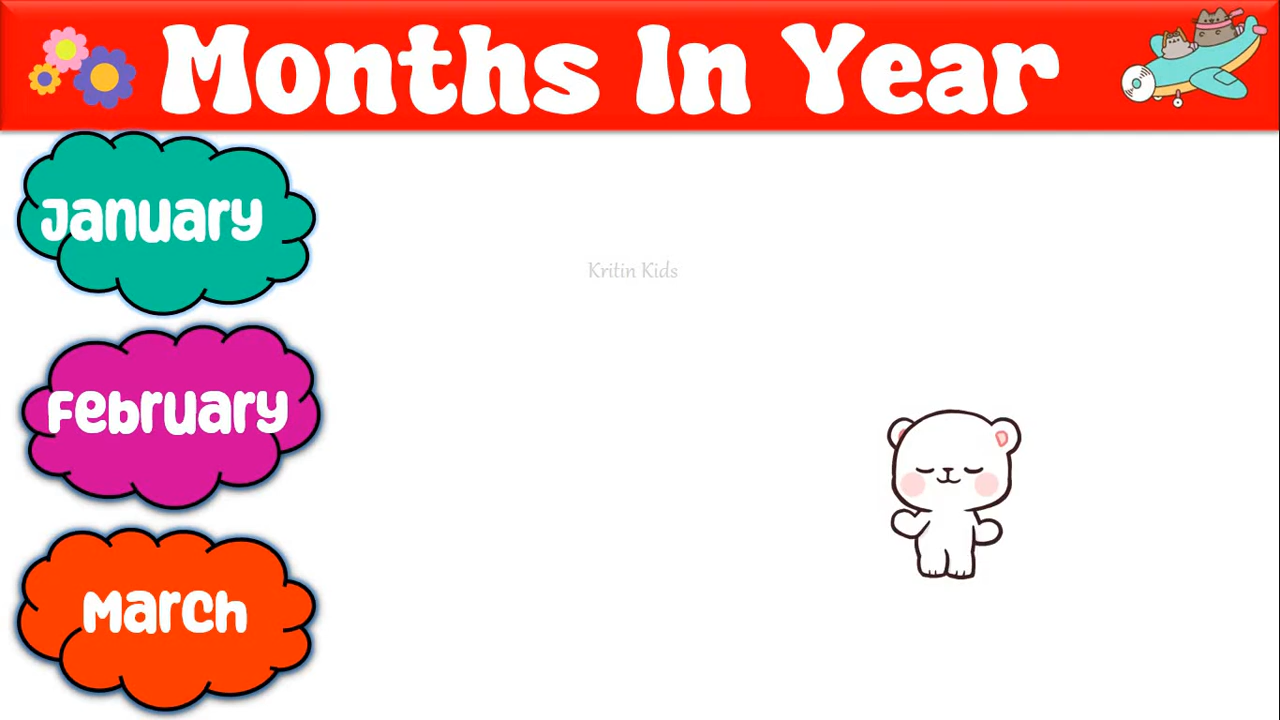 Months In Year
January
Kritin Kids
February
March